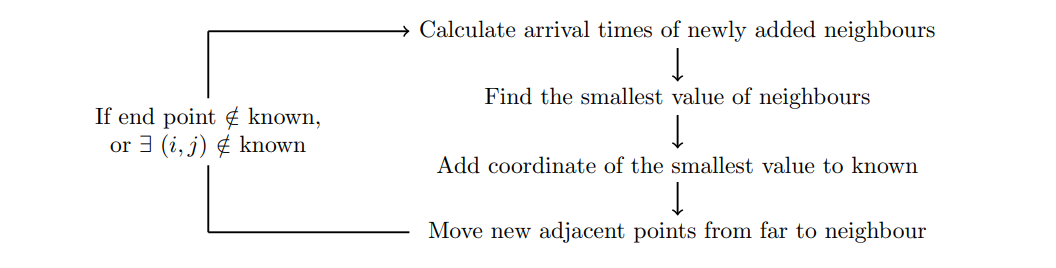 Calculate arrival times of newly added neighbours
Find the smallest value of neighbours
If end point ∉ known,
or ∃ (i, j) ∉ known
Add coordinate of the smallest value to known
Move new adjacent points from far to neighbour